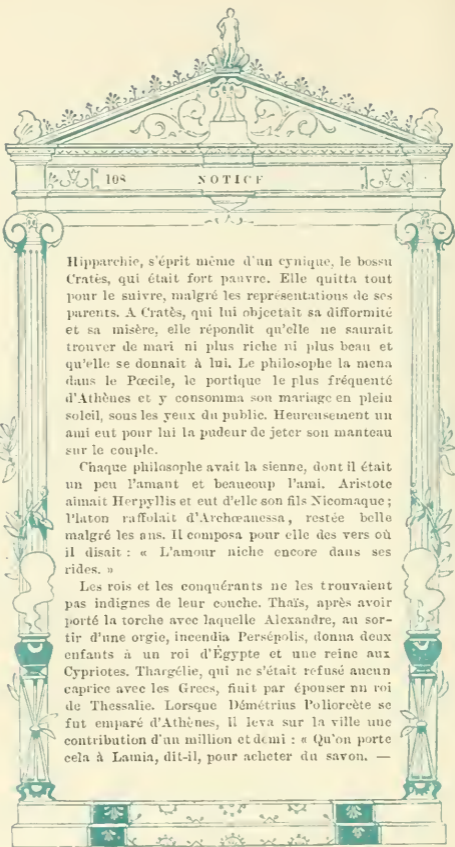 108 NOTICE
Hipparchie, s'éprit même d'un cynique, le bossu
Cratès, qui était fort pauvre. Elle quitta tout
pour le suivre, malgré les représentations de ses
parents. A Cratès, qui lui objectait sa difformité
et sa misère, elle répondit qu'elle ne saurait
trouver de mari ni plus riche ni plus beau et
qu'elle se donnait à lui. Le philosophe la mena
dans le Pœcile, le portique le plus fréquenté
d'Athènes et y consomma son mariage en plein
soleil, sous les yeux du public. Heureusement un
ami eut pour lui la pudeur de jeter son manteau
sur le couple.
Chaque philosophe avait la sienne, dont il était
un peu l'amant et beaucoup l'ami. Aristote
aimait Herpyllis et eut d'elle son fils Nicomaque ;
Platon raffolait d'Archœanessa, restée belle
malgré les ans. Il composa pour elle des vers où
il disait : « L'amour niche encore dans ses
rides. »
Les rois et les conquérants ne les trouvaient
pas indignes de leur couche. Thaïs, après avoir
porté la torche avec laquelle Alexandre, au sor-
tir d'une orgie, incendia Persépolis, donna deux
enfants à un roi d'Égypte et une reine aux
Cypriotes. Thargélie, qui ne s'était refusé aucun
caprice avec les Grecs, finit par épouser un roi
de Thessalie. Lorsque Démétrius Poliorcète se
fut emparé d'Athènes, il leva sur la ville une
contribution d'un million et demi : « Qu'on porte
cela à Lamia, dit-il, pour acheter du savon. —